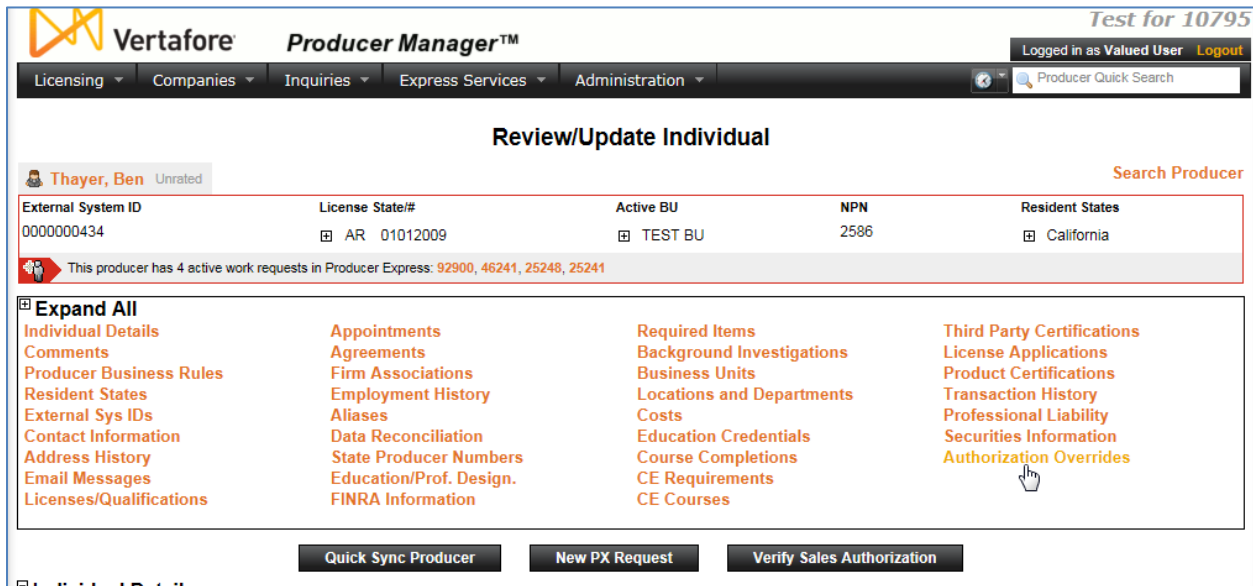 Test for 10795
Vertafore Producer Manager™
Logged in as Valued User Logout
Licensing Companies Inquiries Express Services Administration Producer Quick Search
Review/Update Individual
Thayer, Ben Unrated Search Producer
External System ID License State/# Active BU NPN Resident States
0000000434 AR 01012009 TEST BU 2586 California
This producer has 4 active work requests in Producer Express: 92900, 46241, 25248, 25241
Expand All
Individual Details Appointments Required Items Third Party Certifications
Comments Agreements Background Investigations License Applications
Producer Business Rules Firm Associations Business Units Product Certifications
Resident States Employment History Locations and Departments Transaction History
External Sys IDs Aliases Costs Professional Liability
Contact Information Data Reconciliation Education Credentials Securities Information
Address History State Producer Numbers Course Completions Authorization Overrides
Email Messages Education/Prof. Design. CE Requirements
Licenses/Qualifications FINRA Information CE Courses
Quick Sync Producer New PX Request Verify Sales Authorization